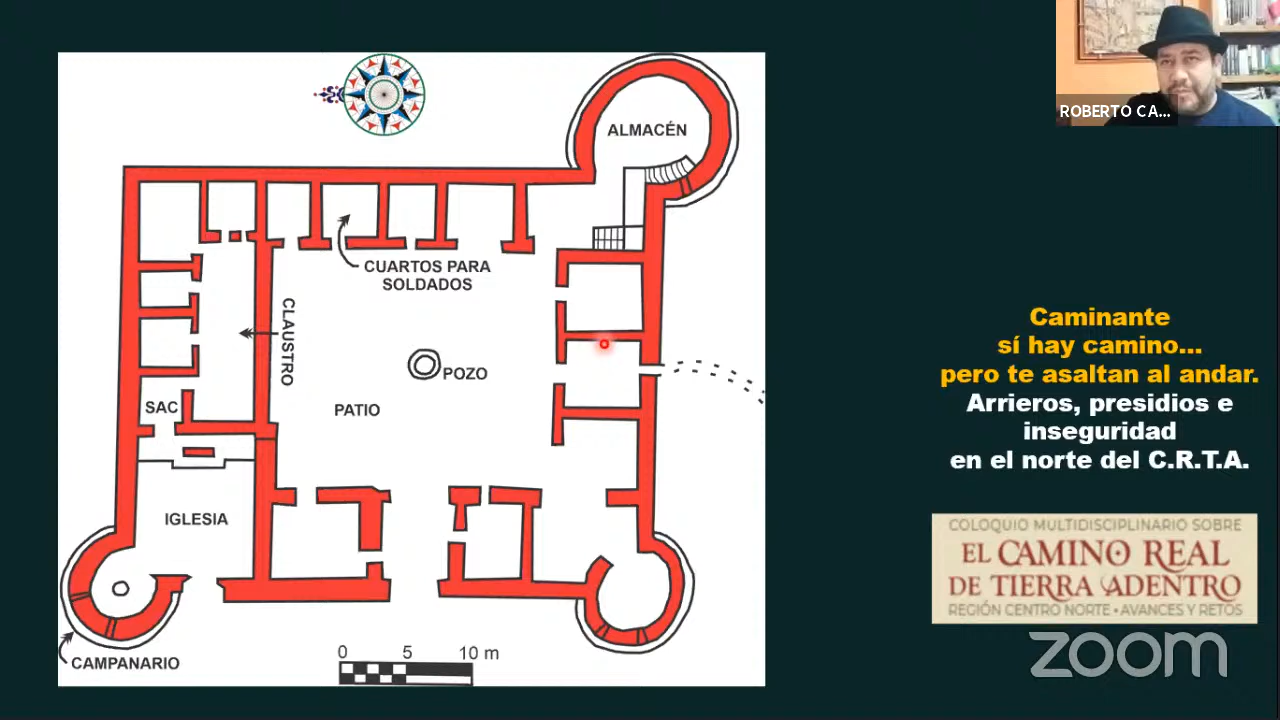 ROBERTO CA...
ALMACÉN
CUARTOS PARA
SOLDADOS
CLAUSTRO
POZO
SAC
PATIO
IGLESIA
CAMPANARIO
0 5 10 m
Caminante
sí hay camino...
pero te asaltan al andar.
Arrieros, presidios e
inseguridad
en el norte del C.R.T.A.
COLOQUIO MULTIDISCIPLINARIO SOBRE
EL CAMINO REAL
DE TIERRA ADENTRO
REGIÓN CENTRO NORTE • AVANCES Y RETOS
zoom